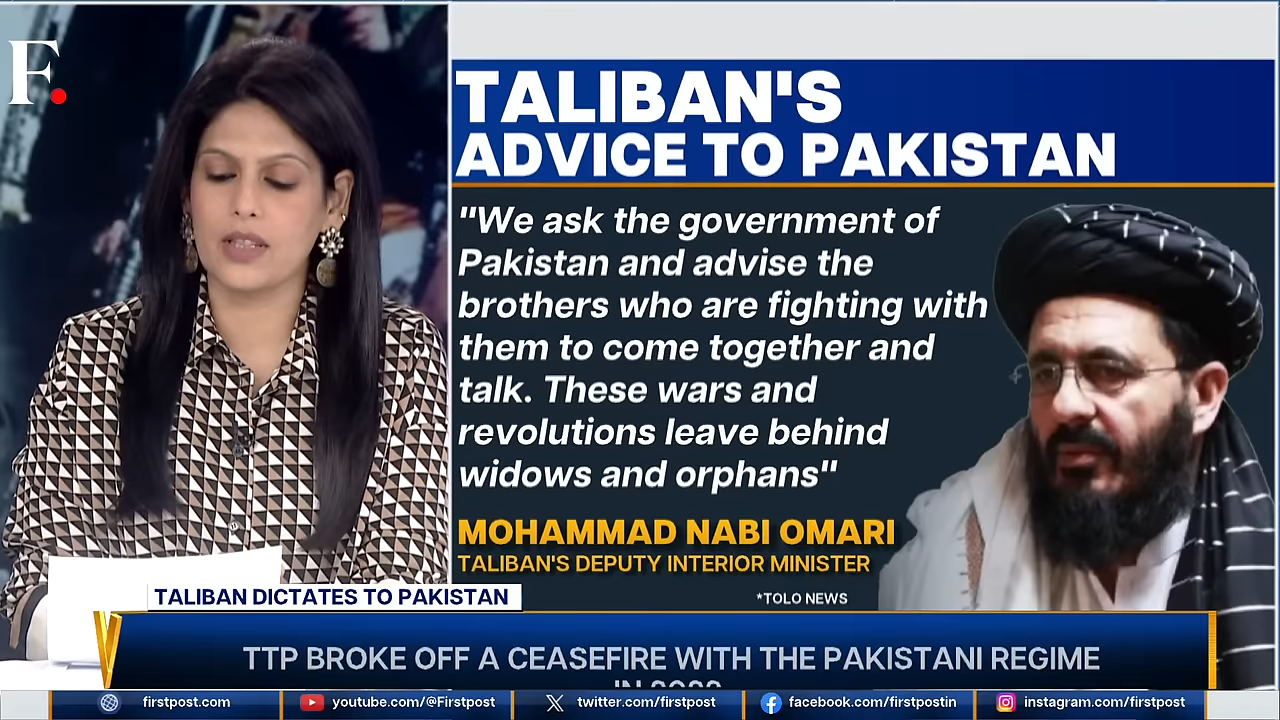 F.
TALIBAN'S
ADVICE TO PAKISTAN
"We ask the government of
Pakistan and advise the
brothers who are fighting with
them to come together and
talk. These wars and
revolutions leave behind
widows and orphans"
MOHAMMAD NABI OMARI
TALIBAN'S DEPUTY INTERIOR MINISTER
*TOLO NEWS
TALIBAN DICTATES TO PAKISTAN
TTP BROKE OFF A CEASEFIRE WITH THE PAKISTANI REGIME
IN
firstpost.com
youtube.com/@Firstpost
twitter.com/firstpost
facebook.com/firstpostin
instagram.com/firstpost